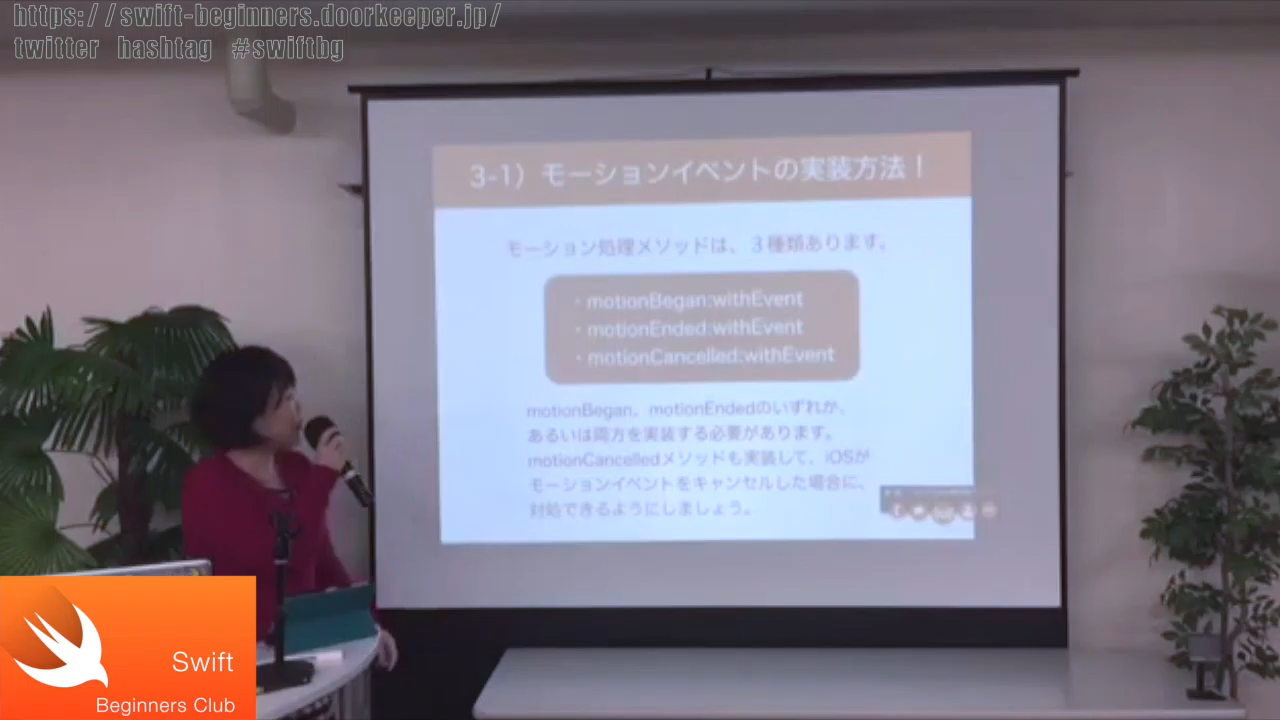 https://swift-beginners.doorkeeper.jp/
twitter hashtag #swiftbg
3-1）モーションイベントの実装方法！
モーション処理メソッドは、３種類あります。
・motionBegan:withEvent
・motionEnded:withEvent
・motionCancelled:withEvent
motionBegan、motionEndedのいずれか、
あるいは両方を実装する必要があります。
motionCancelledメソッドも実装して、iOSが
モーションイベントをキャンセルした場合に、
対処できるようにしましょう。
Swift
Beginners Club